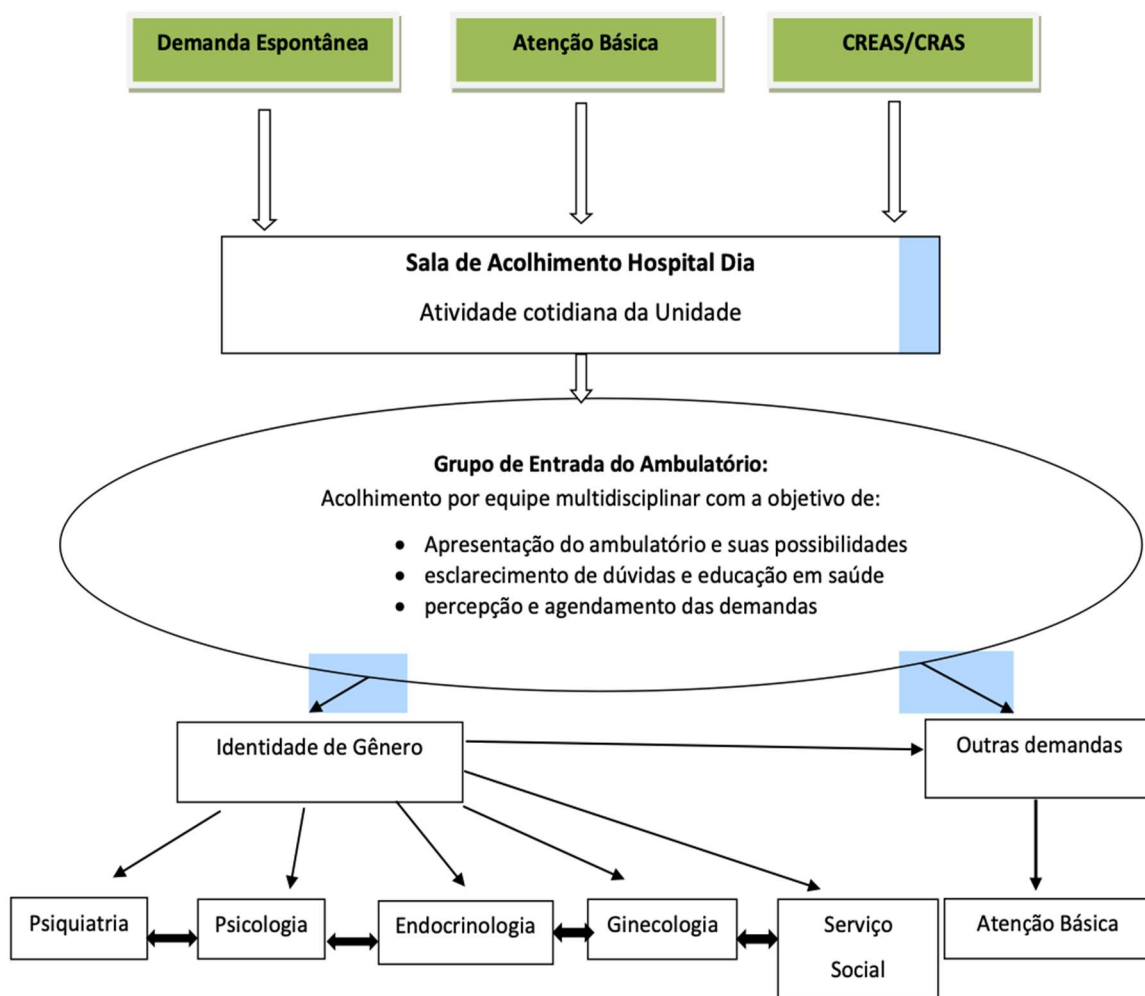 Demanda Espontânea
Atenção Básica
CREAS/CRAS
Sala de Acolhimento Hospital Dia
Atividade cotidiana da Unidade
Grupo de Entrada do Ambulatório:
Acolhimento por equipe multidisciplinar com a objetivo de:
• Apresentação do ambulatório e suas possibilidades
• esclarecimento de dúvidas e educação em saúde
• percepção e agendamento das demandas
Identidade de Gênero
Outras demandas
Psiquiatria
Psicologia
Endocrinologia
Ginecologia
Serviço
Social
Atenção Básica